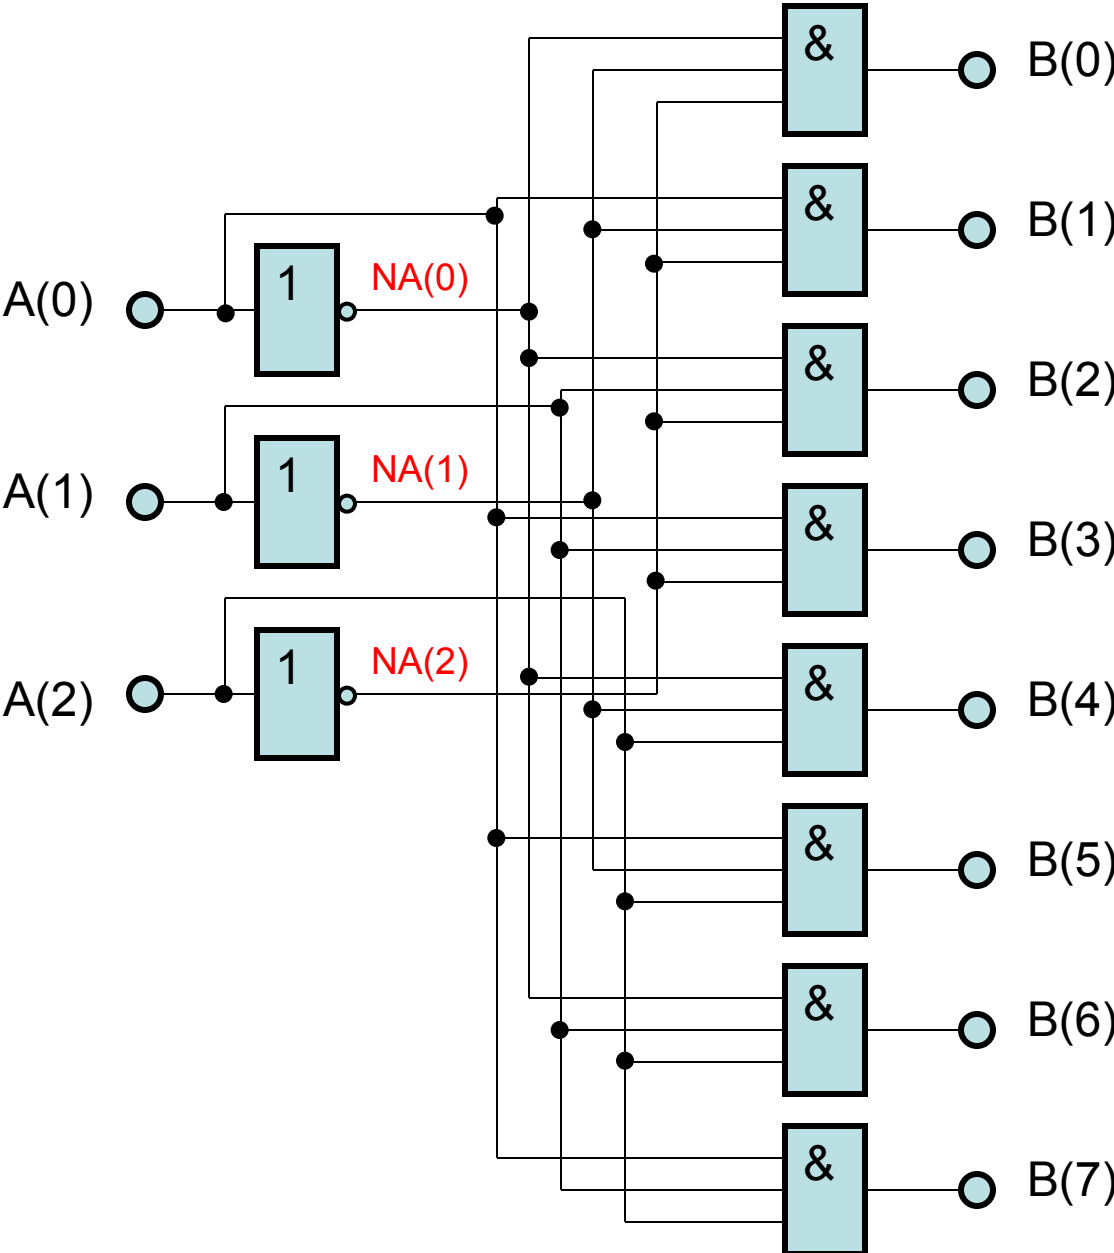 &
B(0)
&
B(1)
A(0)
1
NA(0)
&
B(2)
A(1)
1
NA(1)
&
B(3)
A(2)
1
NA(2)
&
B(4)
&
B(5)
&
B(6)
&
B(7)